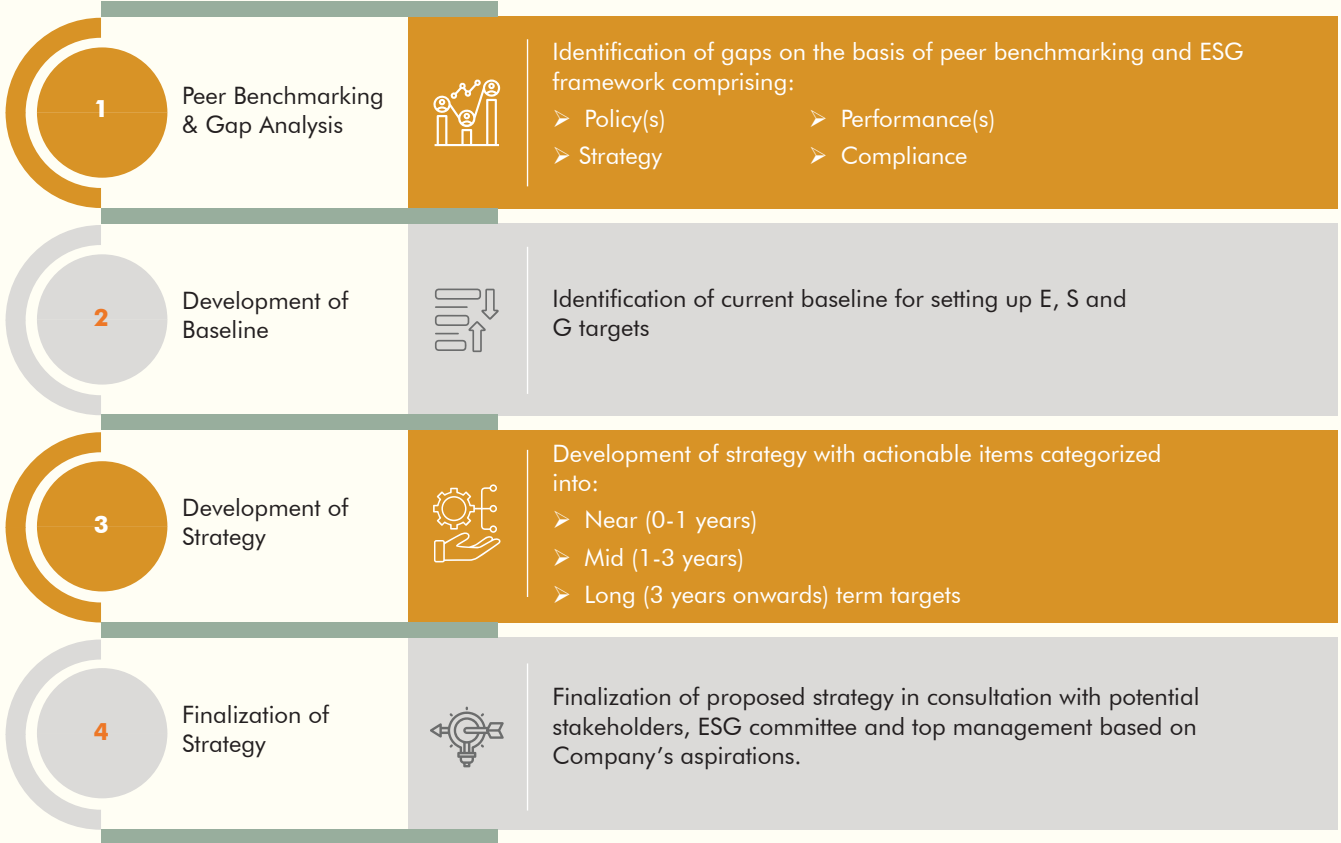 1
Peer Benchmarking
& Gap Analysis
Identification of gaps on the basis of peer benchmarking and ESG
framework comprising:
➢ Policy(s)
➢ Performance(s)
➢ Strategy
➢ Compliance
2
Development of
Baseline
Identification of current baseline for setting up E, S and
G targets
3
Development of
Strategy
Development of strategy with actionable items categorized
into:
➢ Near (0-1 years)
➢ Mid (1-3 years)
➢ Long (3 years onwards) term targets
4
Finalization of
Strategy
Finalization of proposed strategy in consultation with potential
stakeholders, ESG committee and top management based on
Company’s aspirations.